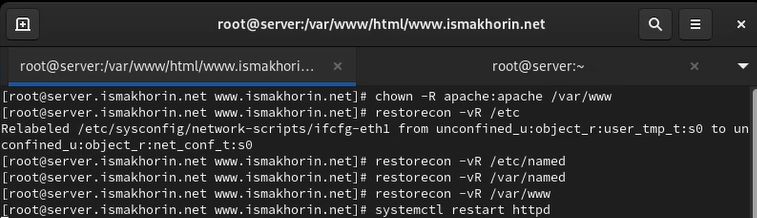 root@server:/var/www/html/www.ismakhorin.net
root@server:/var/www/html/www.ismakhori...
root@server:~
[root@server.ismakhorin.net www.ismakhorin.net]# chown -R apache:apache /var/www
[root@server.ismakhorin.net www.ismakhorin.net]# restorecon -vR /etc
Relabeled /etc/sysconfig/network-scripts/ifcfg-eth1 from unconfined_u:object_r:user_tmp_t:s0 to un
confined_u:object_r:net_conf_t:s0
[root@server.ismakhorin.net www.ismakhorin.net]# restorecon -vR /etc/named
[root@server.ismakhorin.net www.ismakhorin.net]# restorecon -vR /var/named
[root@server.ismakhorin.net www.ismakhorin.net]# restorecon -vR /var/www
[root@server.ismakhorin.net www.ismakhorin.net]# systemctl restart httpd